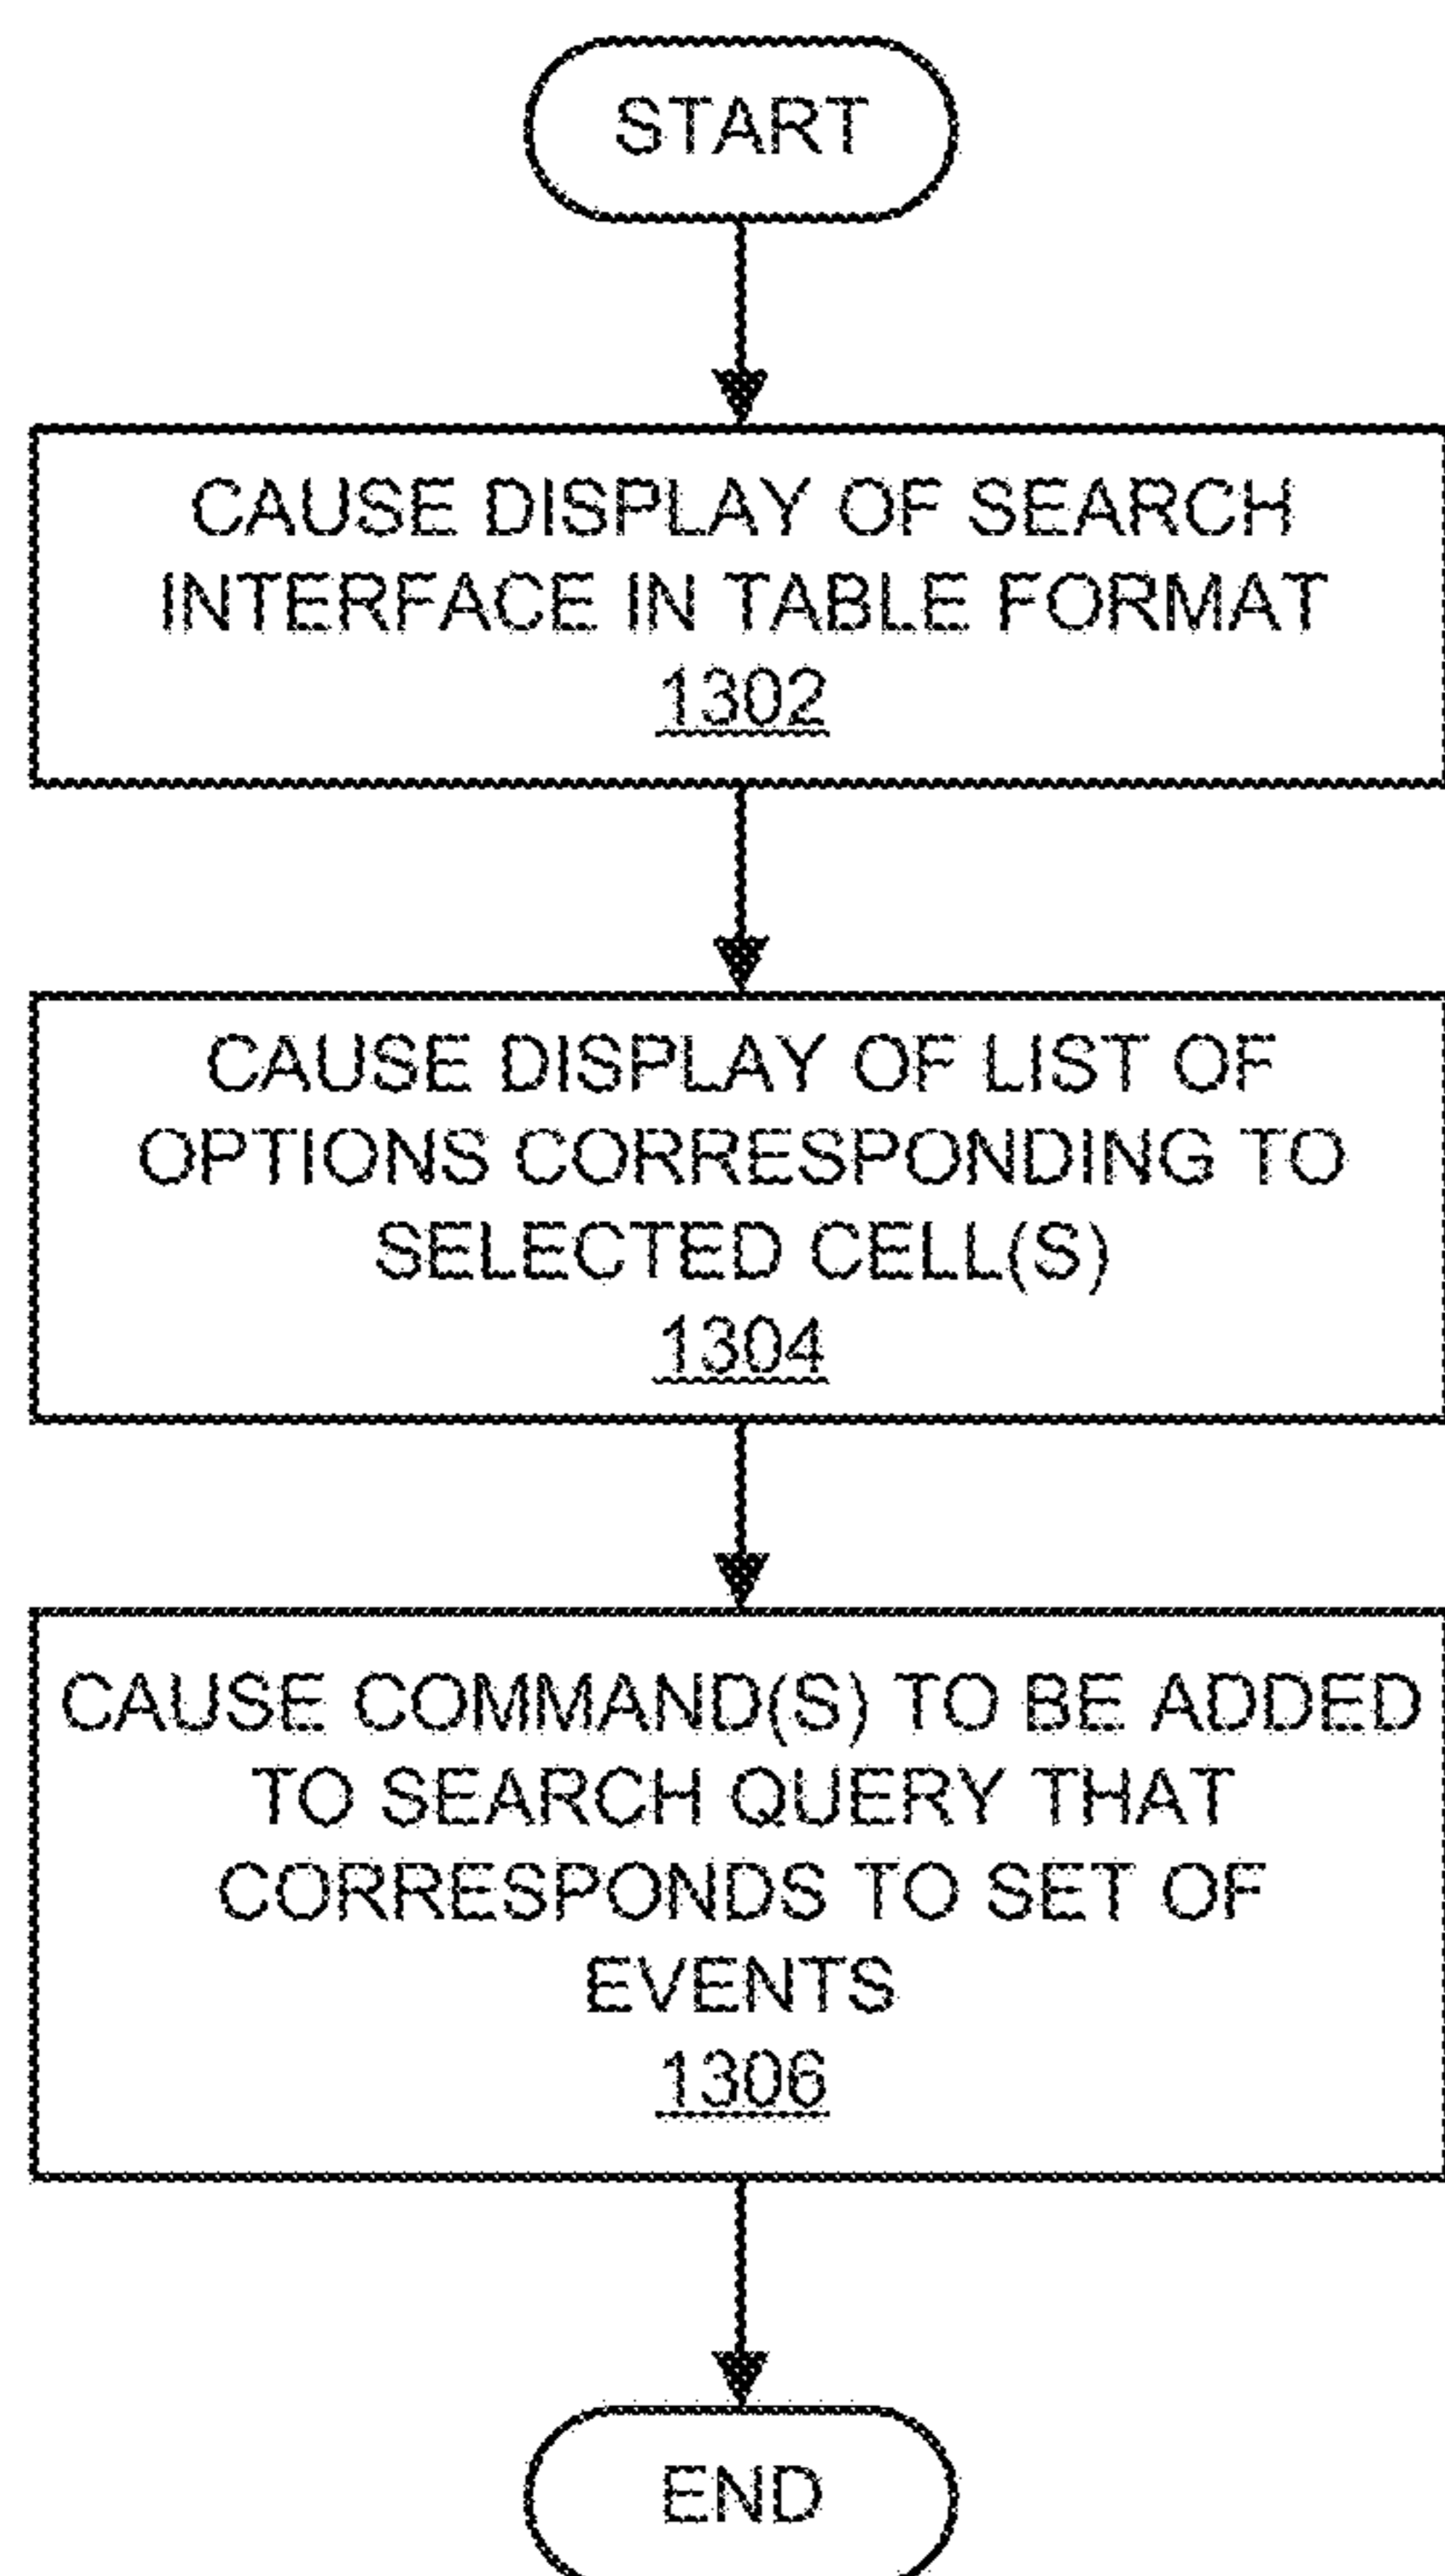 START
CAUSE DISPLAY OF SEARCH
INTERFACE IN TABLE FORMAT
1302
CAUSE DISPLAY OF LIST OF
OPTIONS CORRESPONDING TO
SELECTED CELL(S)
1304
CAUSE COMMAND(S) TO BE ADDED
TO SEARCH QUERY THAT
CORRESPONDS TO SET OF
EVENTS
1306
END